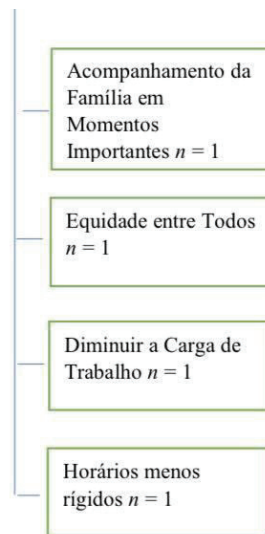 Acompanhamento da
Família em
Momentos
Importantes n = 1
Equidade entre Todos
n = 1
Diminuir a Carga de
Trabalho n = 1
Horários menos
rígidos n = 1